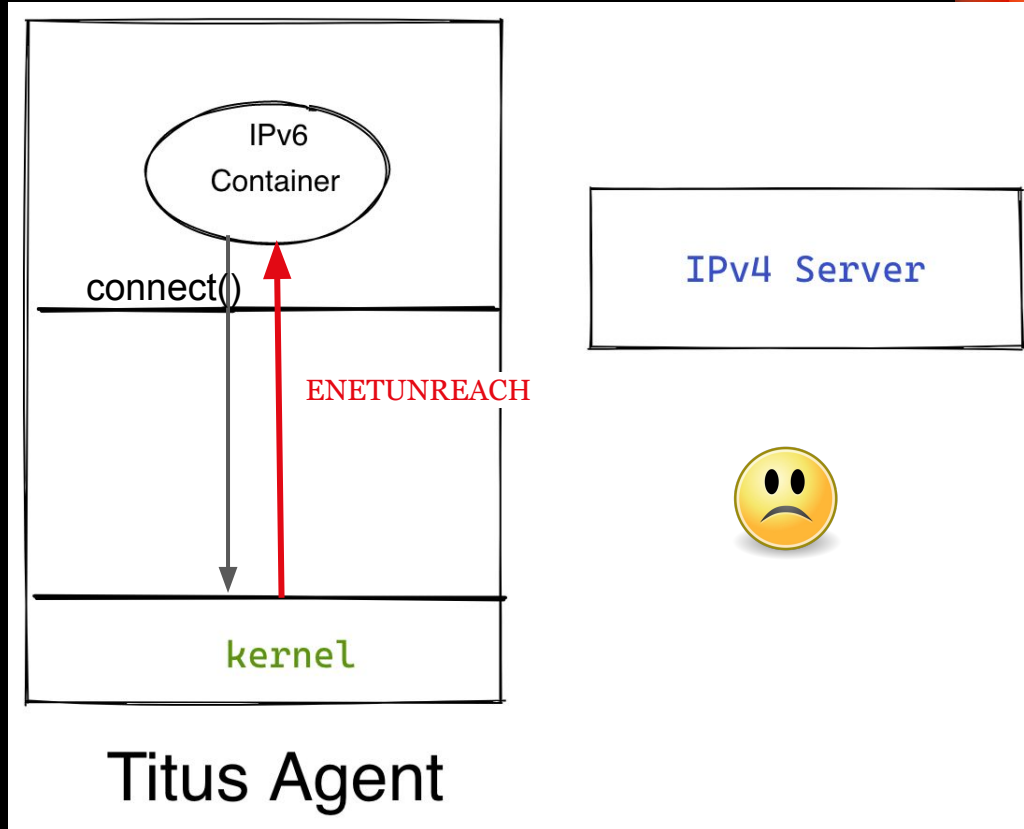 IPv6
Container
connect()
ENETUNREACH
kernel
Titus Agent
IPv4 Server